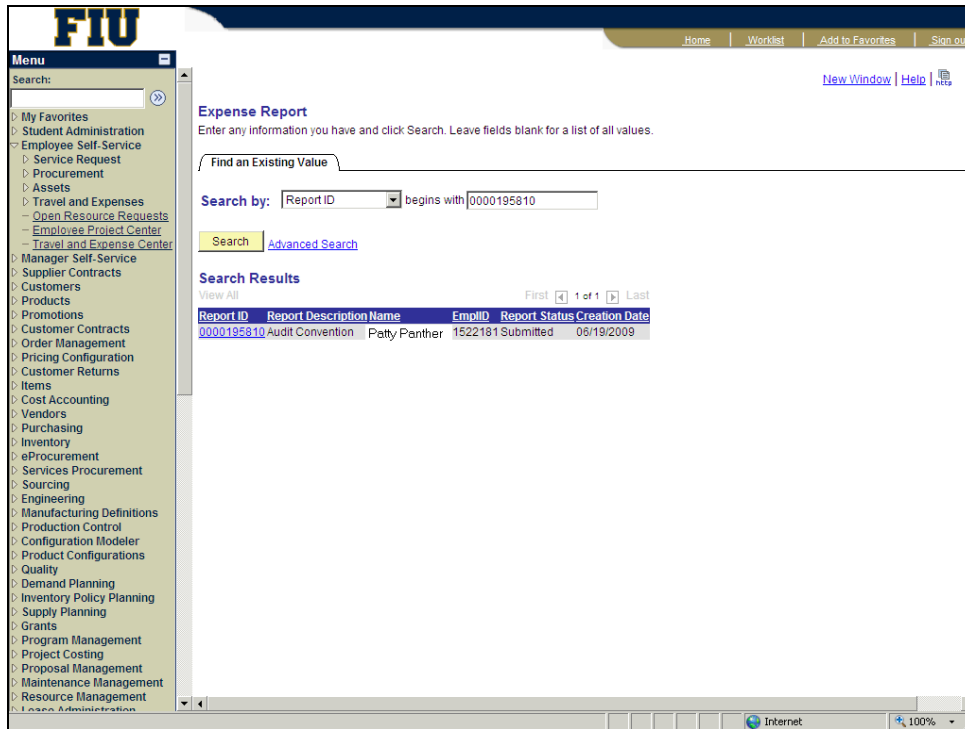 FIU
Home | Worklist | Add to Favorites | Sign ou
Menu
Search:
My Favorites
Student Administration
Employee Self-Service
Service Request
Procurement
Assets
Travel and Expenses
Open Resource Requests
Employee Project Center
Travel and Expense Center
Manager Self-Service
Supplier Contracts
Customers
Products
Promotions
Customer Contracts
Order Management
Pricing Configuration
Customer Returns
Items
Cost Accounting
Vendors
Purchasing
Inventory
eProcurement
Services Procurement
Sourcing
Engineering
Manufacturing Definitions
Production Control
Configuration Modeler
Product Configurations
Quality
Demand Planning
Inventory Policy Planning
Supply Planning
Grants
Program Management
Project Costing
Proposal Management
Maintenance Management
Resource Management
Lease Administration
New Window | Help | http
Expense Report
Enter any information you have and click Search. Leave fields blank for a list of all values.
Find an Existing Value
Search by: Report ID begins with 0000195810
Search Advanced Search
Search Results
View All First 1 of 1 Last
Report ID Report Description Name EmplID Report Status Creation Date
0000195810 Audit Convention Patty Panther 1522181 Submitted 06/19/2009
Internet 100%